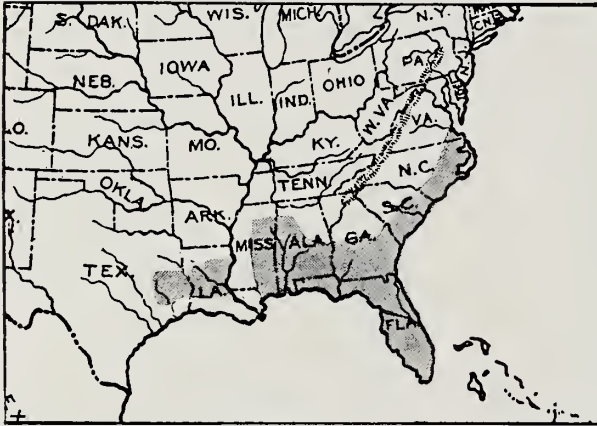 S. DAK.
WIS.
MICH.
N.Y.
NEB.
IOWA
ILL.
IND.
OHIO
PA.
N.J.
KANS.
MO.
KY.
W.VA.
VA.
OKLA.
ARK.
TENN.
N.C.
S.C.
TEX.
LA.
MISS.
ALA.
GA.
FLA.